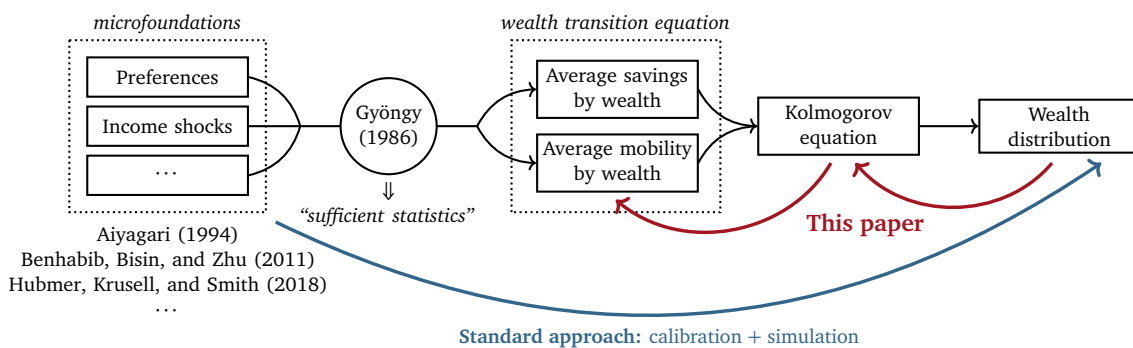 microfoundations
Preferences
Income shocks
...
Aiyagari (1994)
Benhabib, Bisin, and Zhu (2011)
Hubmer, Krusell, and Smith (2018)
...
Gyöngy
(1986)
⇓
“sufficient statistics”
wealth transition equation
Average savings
by wealth
Average mobility
by wealth
Kolmogorov
equation
Wealth
distribution
This paper
Standard approach: calibration + simulation